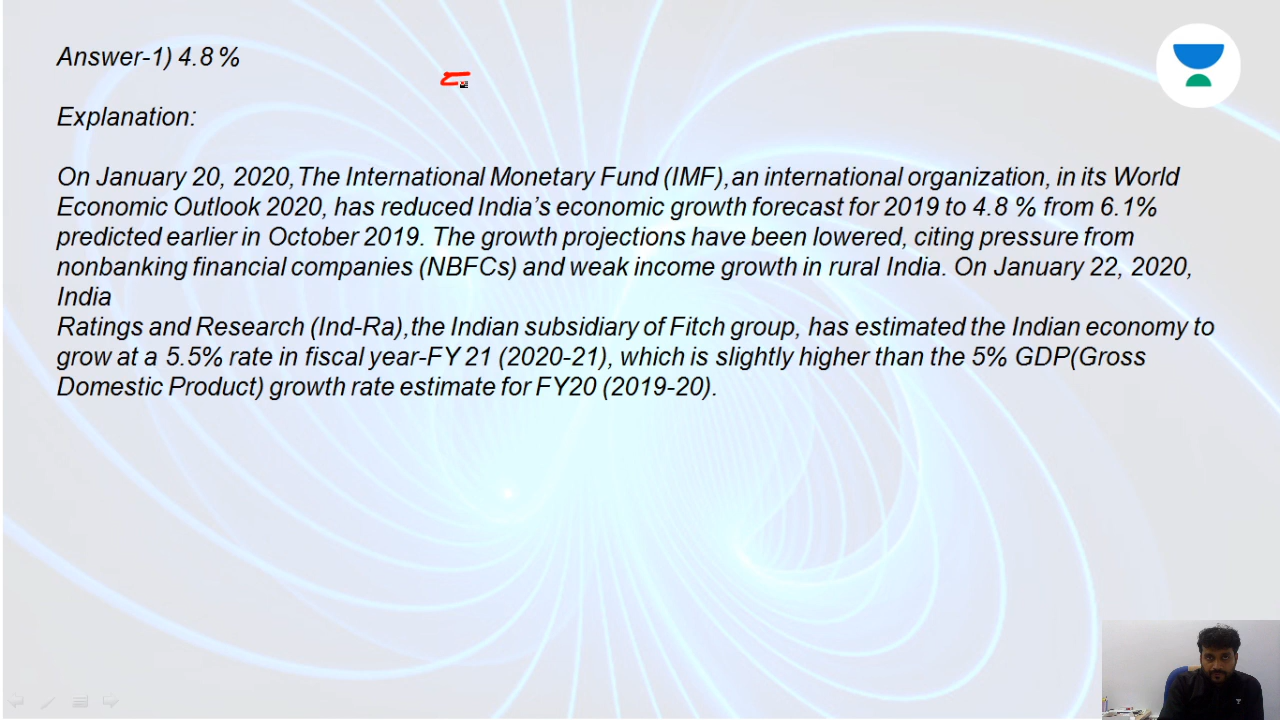 Answer-1) 4.8 %
Explanation:
On January 20, 2020,The International Monetary Fund (IMF),an international organization, in its World
Economic Outlook 2020, has reduced India’s economic growth forecast for 2019 to 4.8 % from 6.1%
predicted earlier in October 2019. The growth projections have been lowered, citing pressure from
nonbanking financial companies (NBFCs) and weak income growth in rural India. On January 22, 2020,
India
Ratings and Research (Ind-Ra),the Indian subsidiary of Fitch group, has estimated the Indian economy to
grow at a 5.5% rate in fiscal year-FY 21 (2020-21), which is slightly higher than the 5% GDP(Gross
Domestic Product) growth rate estimate for FY20 (2019-20).